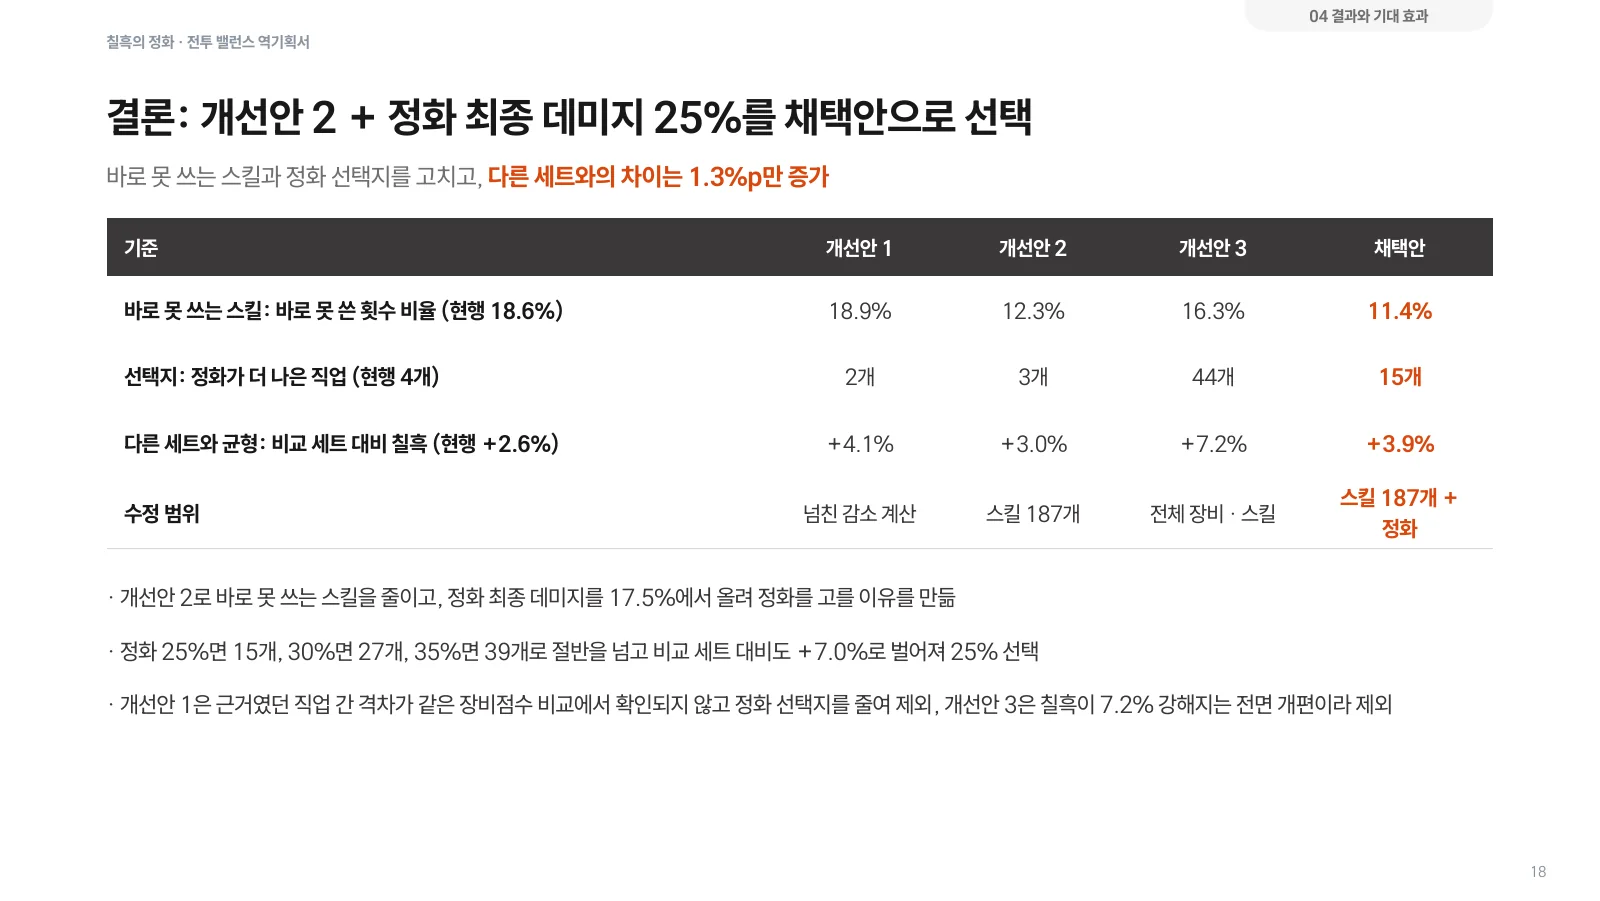 04 결과와 기대 효과
칠흑의 정화 · 전투 밸런스 역기획서
결론: 개선안 2 + 정화 최종 데미지 25%를 채택안으로 선택
바로 못 쓰는 스킬과 정화 선택지를 고치고, 다른 세트와의 차이는 1.3%p만 증가
기준 개선안 1 개선안 2 개선안 3 채택안
바로 못 쓰는 스킬: 바로 못 쓴 횟수 비율 (현행 18.6%) 18.9% 12.3% 16.3% 11.4%
선택지: 정화가 더 나은 직업 (현행 4개) 2개 3개 44개 15개
다른 세트와 균형: 비교 세트 대비 칠흑 (현행 +2.6%) +4.1% +3.0% +7.2% +3.9%
수정 범위 넘친 감소 계산 스킬 187개 전체 장비 · 스킬 스킬 187개 +
정화
· 개선안 2로 바로 못 쓰는 스킬을 줄이고, 정화 최종 데미지를 17.5%에서 올려 정화를 고를 이유를 만듦
· 정화 25%면 15개, 30%면 27개, 35%면 39개로 절반을 넘고 비교 세트 대비도 +7.0%로 벌어져 25% 선택
· 개선안 1은 근거였던 직업 간 격차가 같은 장비점수 비교에서 확인되지 않고 정화 선택지를 줄여 제외, 개선안 3은 칠흑이 7.2% 강해지는 전면 개편이라 제외
18